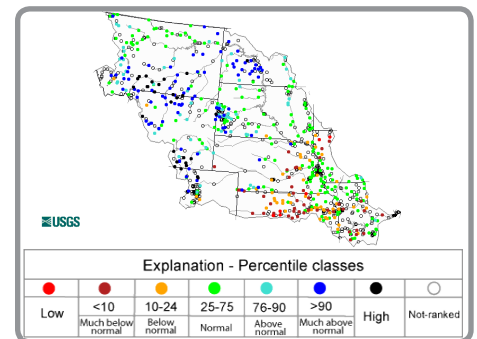 USGS
Explanation - Percentile classes
Low <10 10-24 25-75 76-90 >90 High Not-ranked
Much below normal Below normal Normal Above normal Much above normal